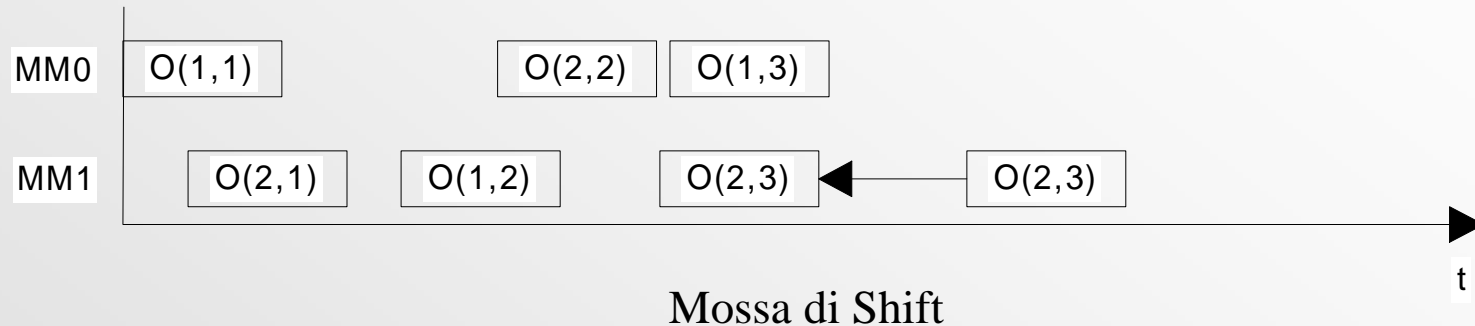 MM0 O(1,1) O(2,2) O(1,3)
MM1 O(2,1) O(1,2) O(2,3) O(2,3)
t
Mossa di Shift